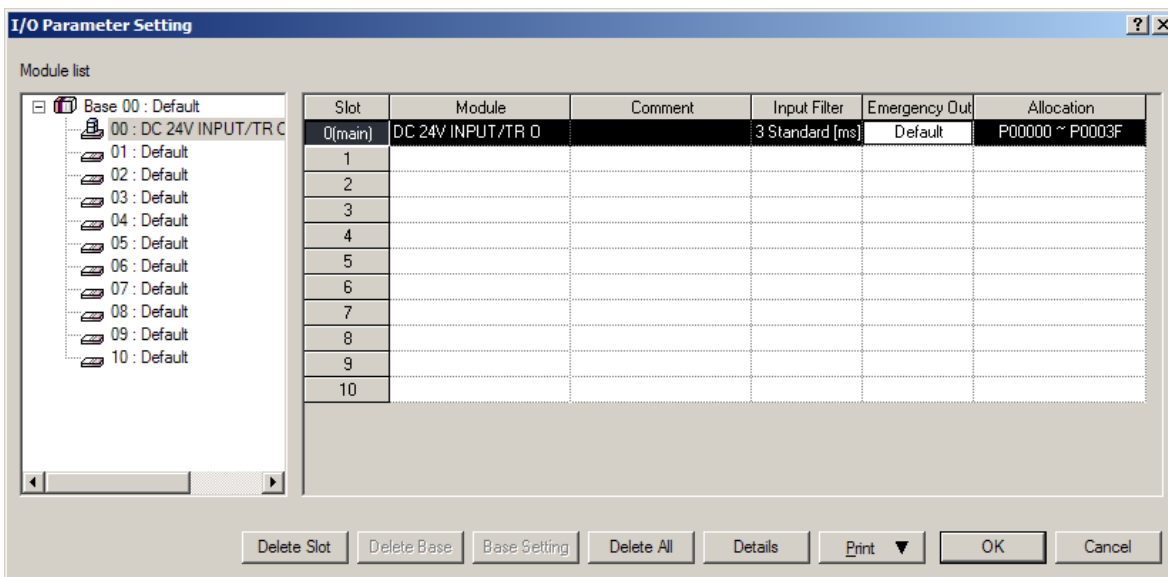 I/O Parameter Setting
Module list
Base 00 : Default
00 : DC 24V INPUT/TR O
01 : Default
02 : Default
03 : Default
04 : Default
05 : Default
06 : Default
07 : Default
08 : Default
09 : Default
10 : Default
Slot Module Comment Input Filter Emergency Out Allocation
0(main) DC 24V INPUT/TR O 3 Standard [ms] Default P00000 ~ P0003F
1
2
3
4
5
6
7
8
9
10
Delete Slot Delete Base Base Setting Delete All Details Print ▼ OK Cancel